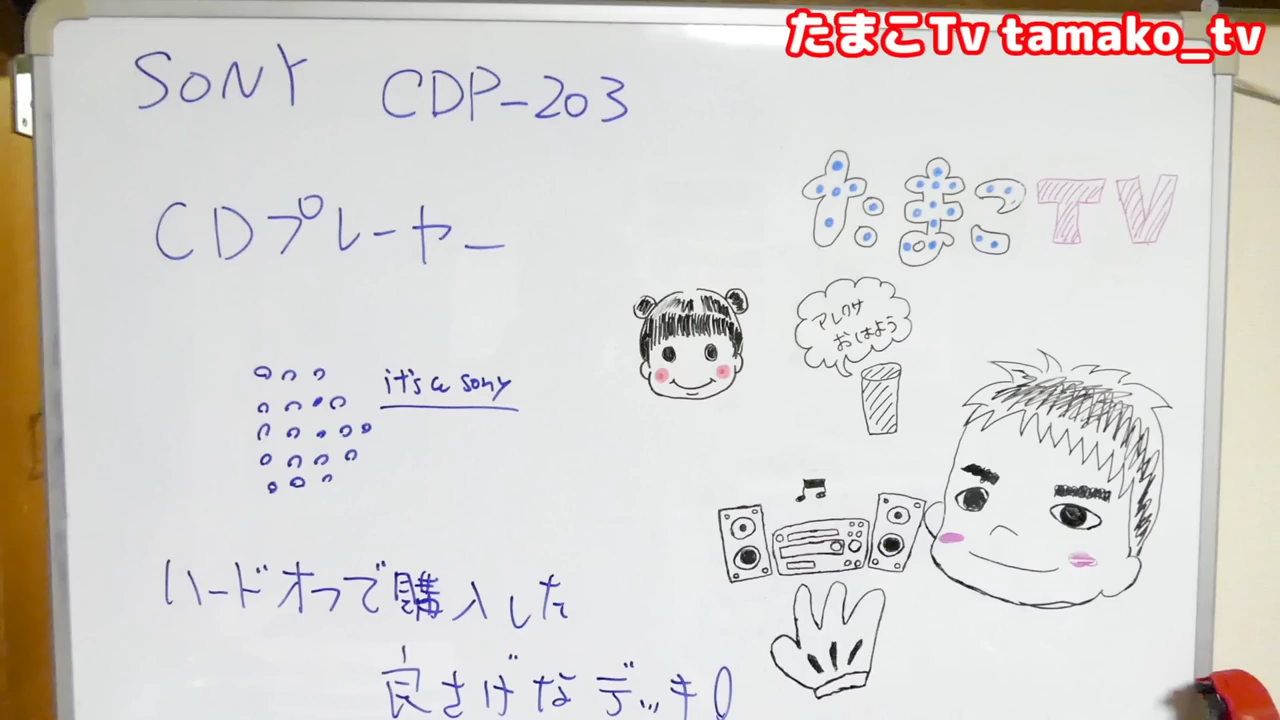 たまこTv tamako_tv
SONY CDP-203
たまこTV
CDプレーヤー
アレクサ
おはよう
it's a sony
ハードオフで購入した
良さげなデッキ!